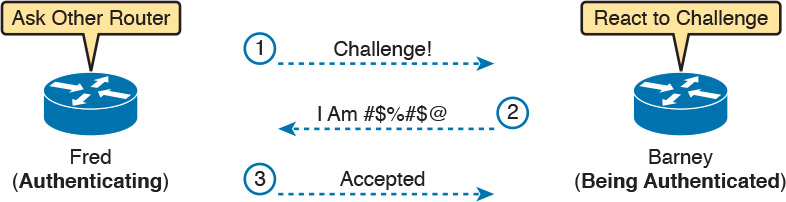 Ask Other Router
React to Challenge
1 Challenge!
I Am #$%#$@ 2
3 Accepted
Fred
(Authenticating)
Barney
(Being Authenticated)